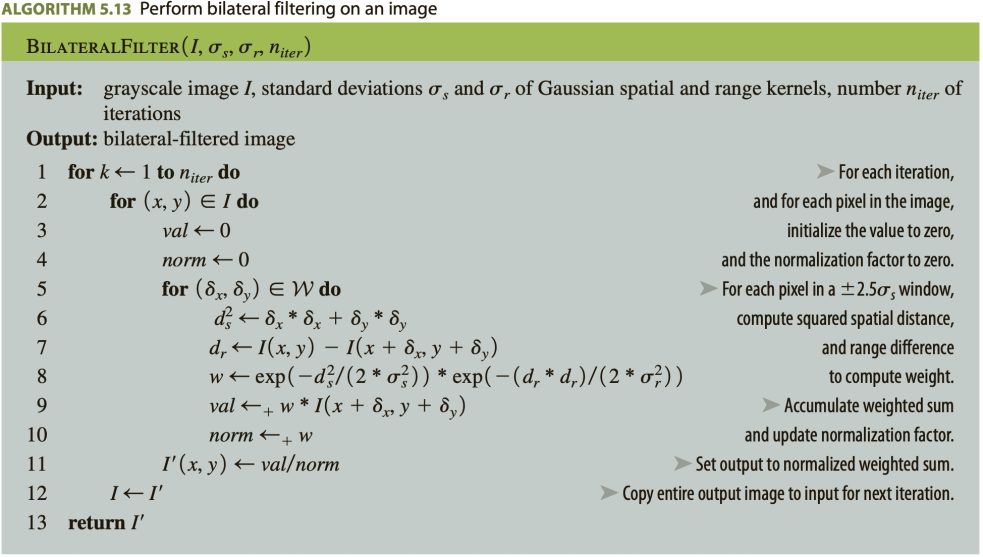 ALGORITHM 5.13 Perform bilateral filtering on an image
BILATERALFILTER(I, σₛ, σᵣ, nᵢₜₑᵣ)
Input: grayscale image I, standard deviations σₛ and σᵣ of Gaussian spatial and range kernels, number nᵢₜₑᵣ of
iterations
Output: bilateral-filtered image
1 for k ← 1 to nᵢₜₑᵣ do ➤ For each iteration,
2 for (x, y) ∈ I do and for each pixel in the image,
3 val ← 0 initialize the value to zero,
4 norm ← 0 and the normalization factor to zero.
5 for (δₓ, δ_y) ∈ 𝒲 do ➤ For each pixel in a ±2.5σₛ window,
6 dₛ² ← δₓ * δₓ + δ_y * δ_y compute squared spatial distance,
7 dᵣ ← I(x, y) − I(x + δₓ, y + δ_y) and range difference
8 w ← exp(−dₛ²/(2 * σₛ²)) * exp(−(dᵣ * dᵣ)/(2 * σᵣ²)) to compute weight.
9 val ←₊ w * I(x + δₓ, y + δ_y) ➤ Accumulate weighted sum
10 norm ←₊ w and update normalization factor.
11 I′(x, y) ← val/norm ➤ Set output to normalized weighted sum.
12 I ← I′ ➤ Copy entire output image to input for next iteration.
13 return I′